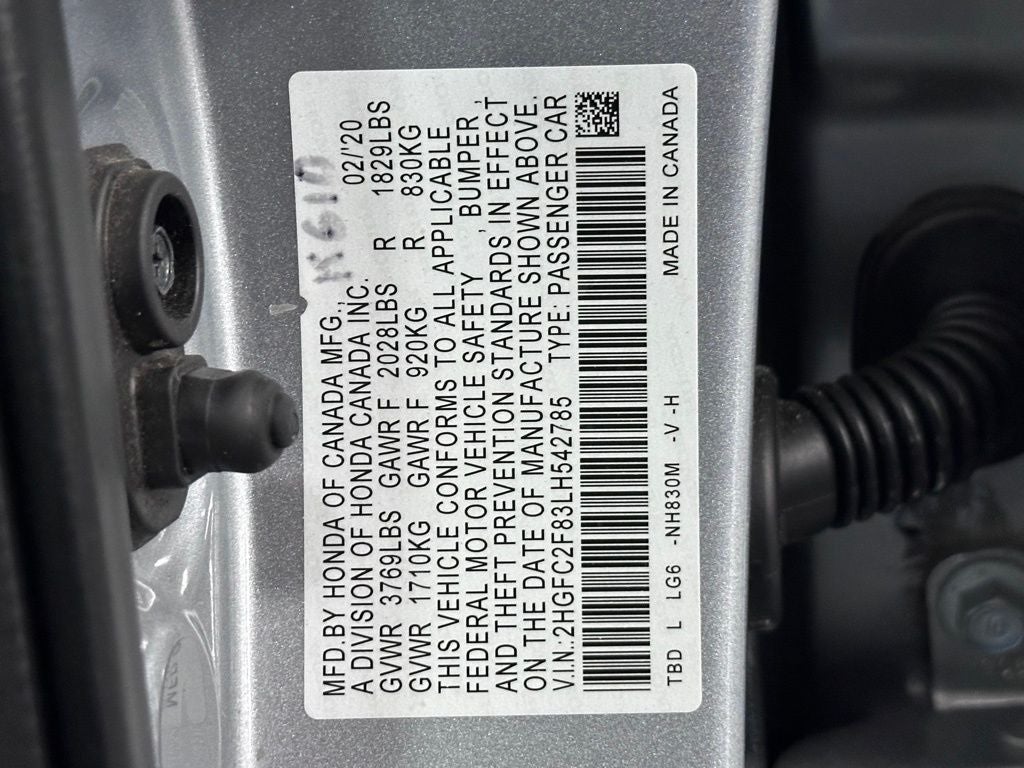 K610
MFD.BY HONDA OF CANADA MFG., 02/'20
A DIVISION OF HONDA CANADA INC.
GVWR 3769LBS GAWR F 2028LBS R 1829LBS
GVWR 1710KG GAWR F 920KG R 830KG
THIS VEHICLE CONFORMS TO ALL APPLICABLE
FEDERAL MOTOR VEHICLE SAFETY , BUMPER ,
AND THEFT PREVENTION STANDARDS IN EFFECT
ON THE DATE OF MANUFACTURE SHOWN ABOVE.
V.I.N.:2HGFC2F83LH542785 TYPE: PASSENGER CAR
TBD L LG6 -NH830M -V -H MADE IN CANADA